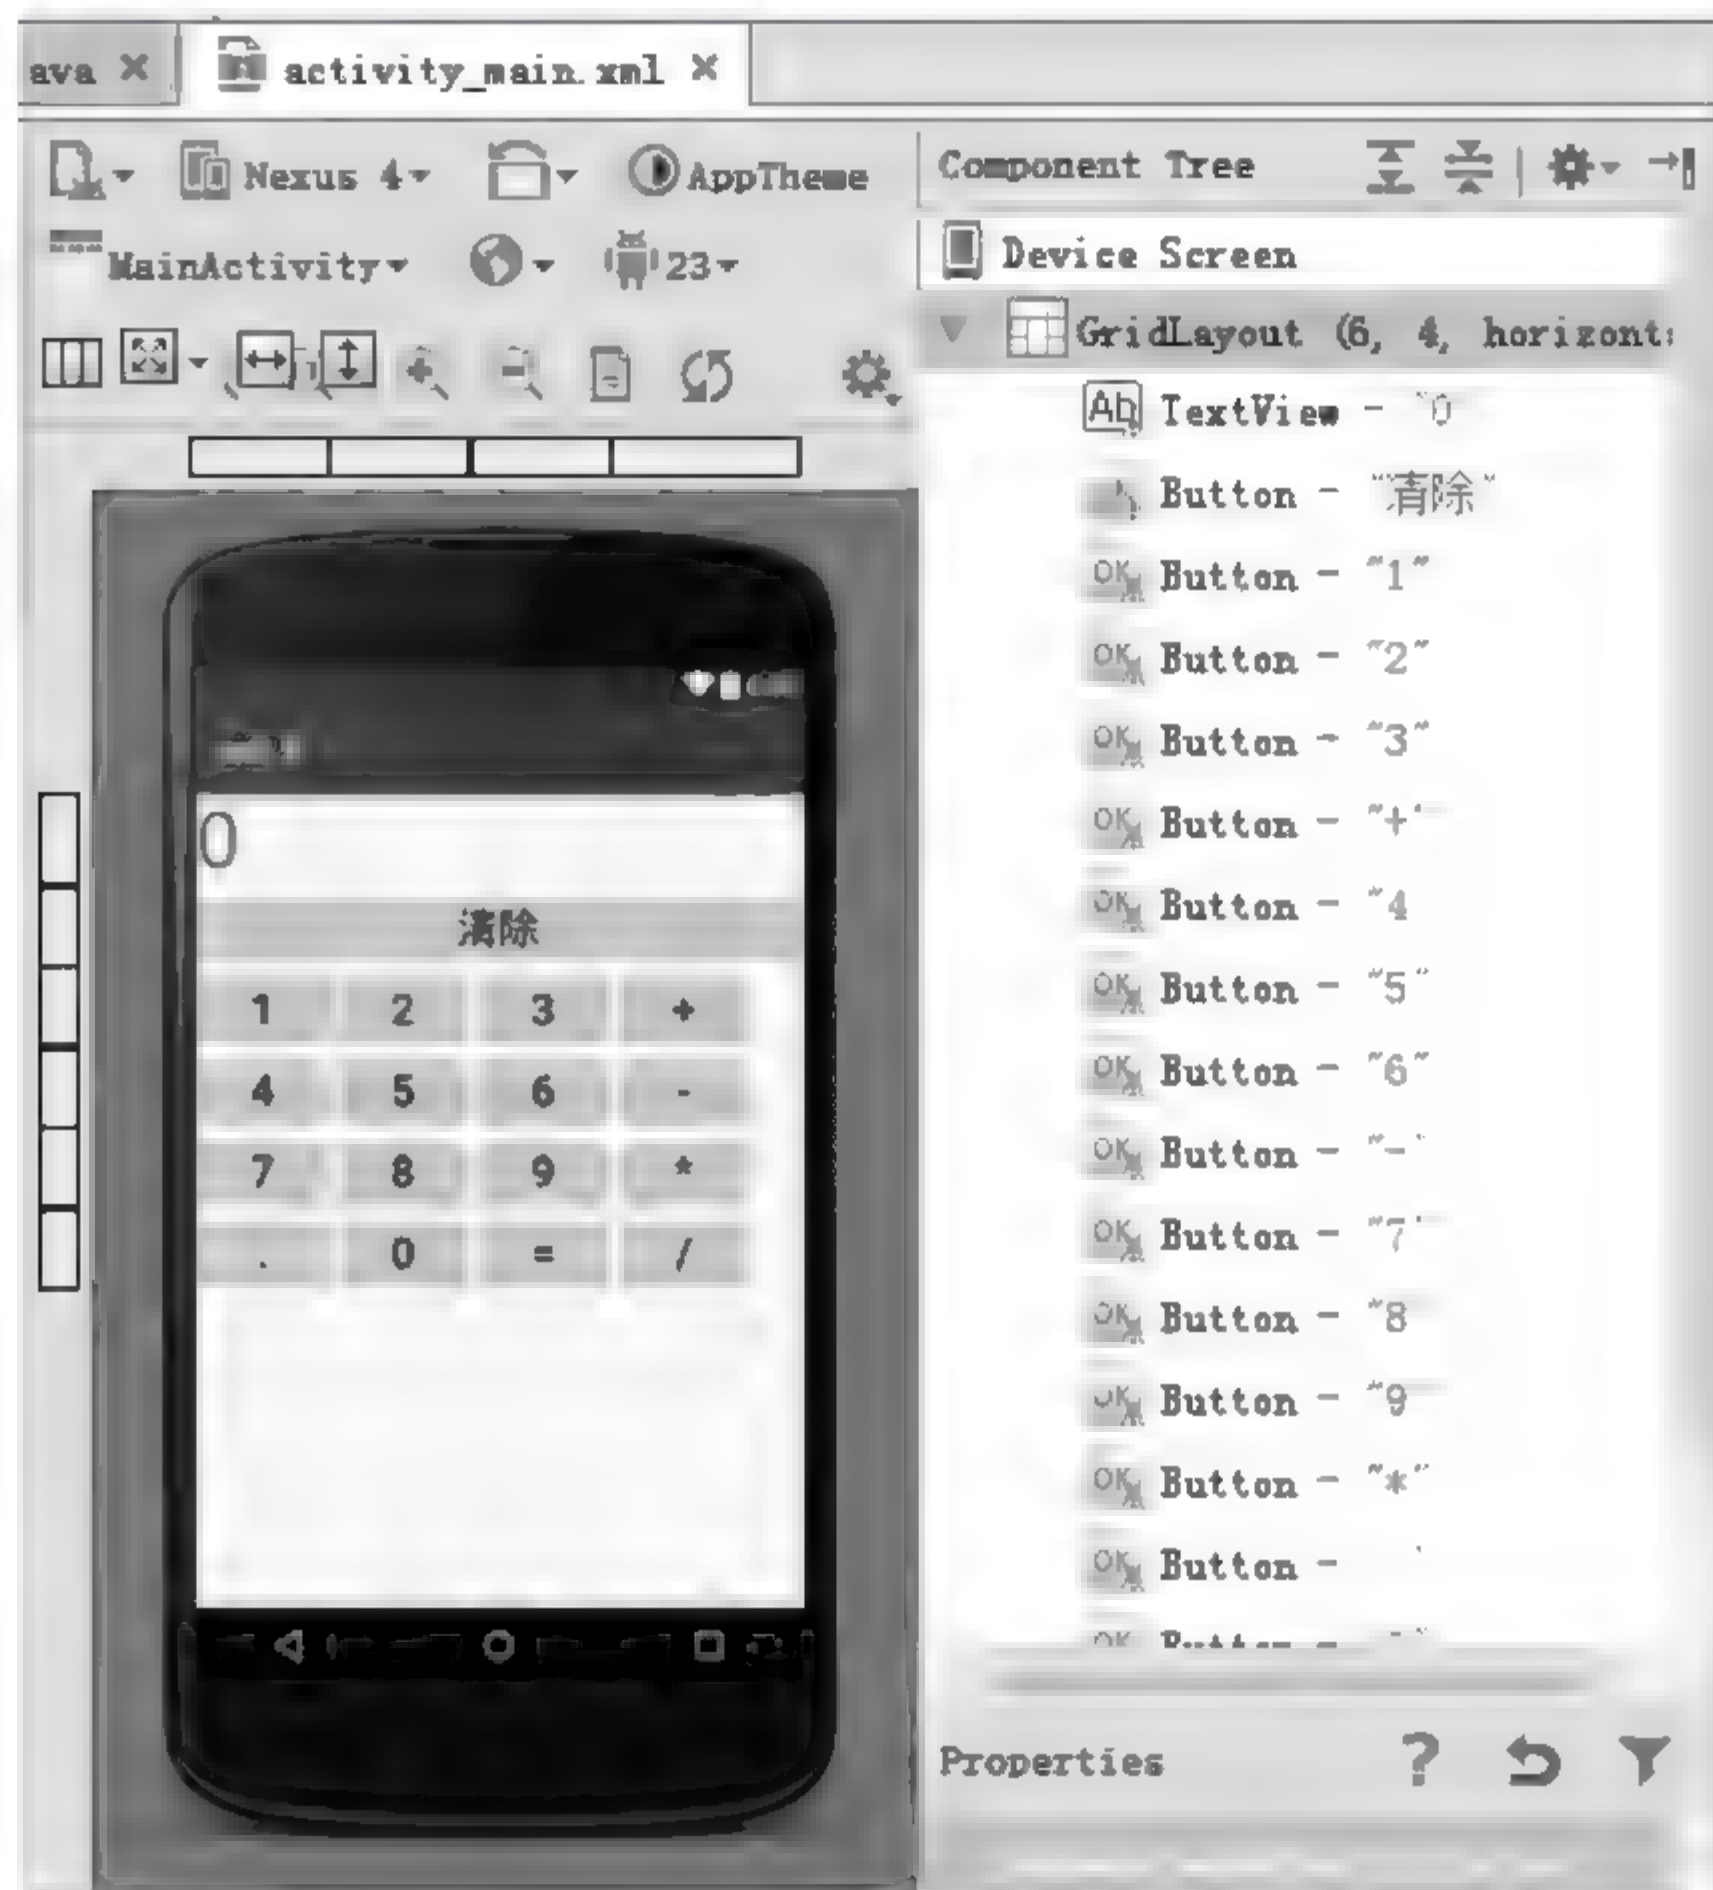 ava
activity_main.xml
Nexus 4
AppTheme
MainActivity
23
0
清除
1 2 3 +
4 5 6 -
7 8 9 *
. 0 = /
Component Tree
Device Screen
GridLayout (6, 4, horizont
TextView - "0
Button - "清除"
Button - "1"
Button - "2"
Button - "3"
Button - "+"
Button - "4
Button - "5"
Button - "6"
Button - "-"
Button - "7"
Button - "8
Button - "9
Button - "*"
Button -
Properties